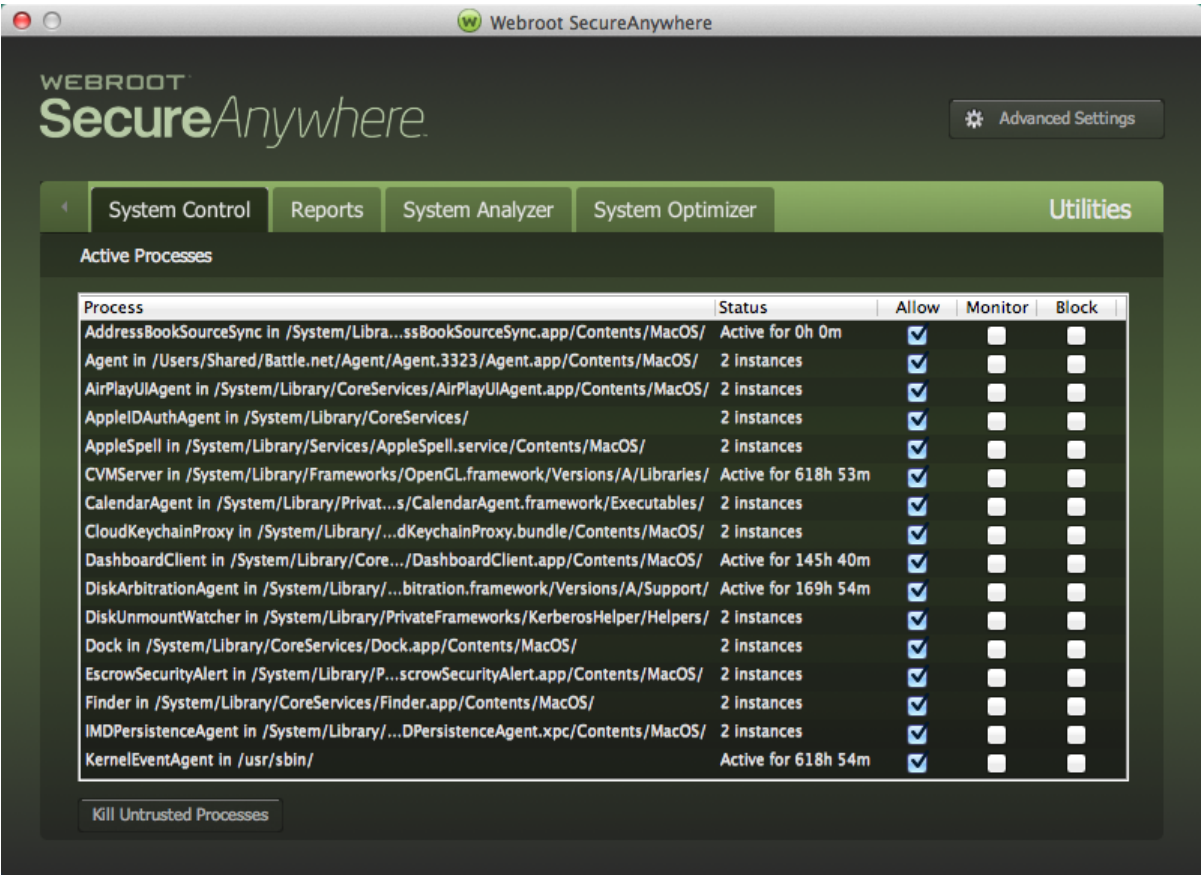 Webroot SecureAnywhere
WEBROOT
SecureAnywhere.
Advanced Settings
System Control Reports System Analyzer System Optimizer Utilities
Active Processes
Process Status Allow Monitor Block
AddressBookSourceSync in /System/Libra...ssBookSourceSync.app/Contents/MacOS/ Active for 0h 0m
Agent in /Users/Shared/Battle.net/Agent/Agent.3323/Agent.app/Contents/MacOS/ 2 instances
AirPlayUIAgent in /System/Library/CoreServices/AirPlayUIAgent.app/Contents/MacOS/ 2 instances
AppleIDAuthAgent in /System/Library/CoreServices/ 2 instances
AppleSpell in /System/Library/Services/AppleSpell.service/Contents/MacOS/ 2 instances
CVMServer in /System/Library/Frameworks/OpenGL.framework/Versions/A/Libraries/ Active for 618h 53m
CalendarAgent in /System/Library/Privat...s/CalendarAgent.framework/Executables/ 2 instances
CloudKeychainProxy in /System/Library/...dKeychainProxy.bundle/Contents/MacOS/ 2 instances
DashboardClient in /System/Library/Core.../DashboardClient.app/Contents/MacOS/ Active for 145h 40m
DiskArbitrationAgent in /System/Library/...bitration.framework/Versions/A/Support/ Active for 169h 54m
DiskUnmountWatcher in /System/Library/PrivateFrameworks/KerberosHelper/Helpers/ 2 instances
Dock in /System/Library/CoreServices/Dock.app/Contents/MacOS/ 2 instances
EscrowSecurityAlert in /System/Library/P...scrowSecurityAlert.app/Contents/MacOS/ 2 instances
Finder in /System/Library/CoreServices/Finder.app/Contents/MacOS/ 2 instances
IMDPersistenceAgent in /System/Library/...DPersistenceAgent.xpc/Contents/MacOS/ 2 instances
KernelEventAgent in /usr/sbin/ Active for 618h 54m
Kill Untrusted Processes